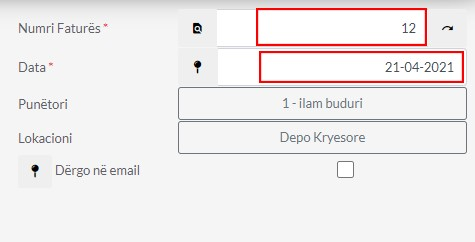 Numri Faturës * 12
Data * 21-04-2021
Punëtori 1 - ilam buduri
Lokacioni Depo Kryesore
Dërgo në email